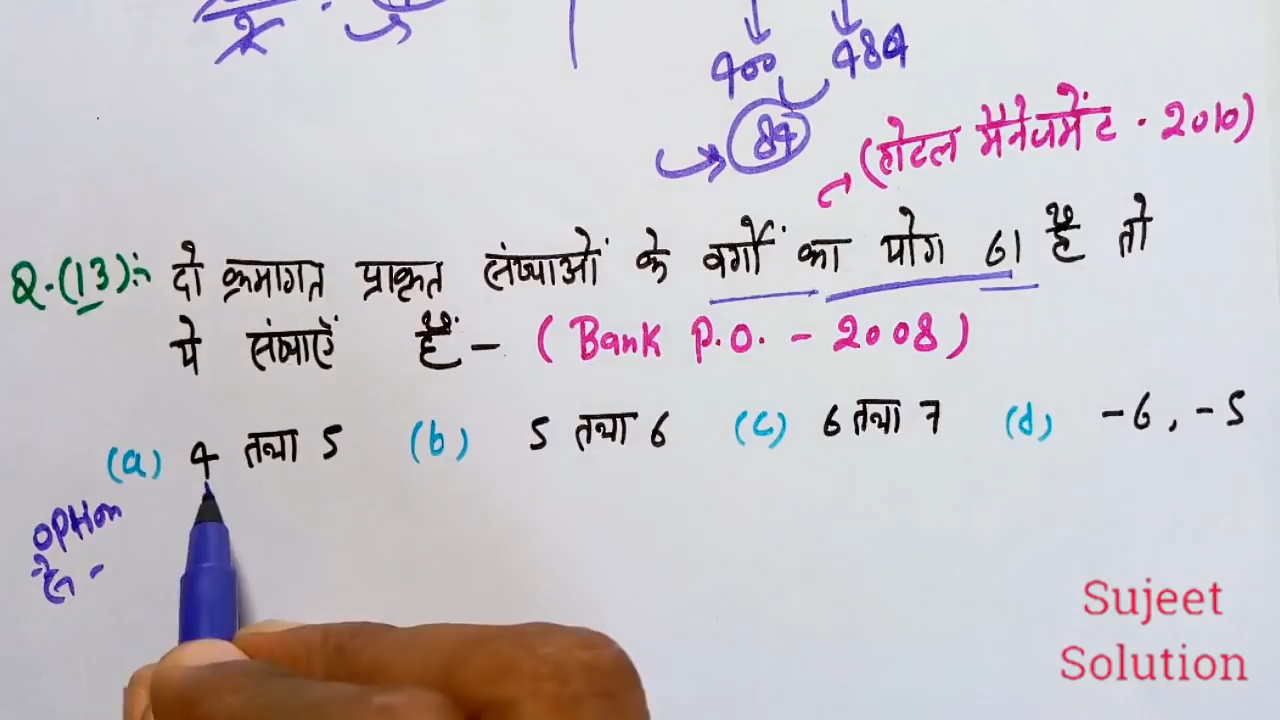 400 484
84
(होटल मैनेजमेंट · 2010)
Q.(13):- दो क्रमागत प्राकृत संख्याओं के वर्गों का योग 61 है तो
ये संख्याएँ हैं- (Bank P.O. - 2008)
(a) 4 तथा 5 (b) 5 तथा 6 (c) 6 तथा 7 (d) -6, -5
option
से -
Sujeet
Solution